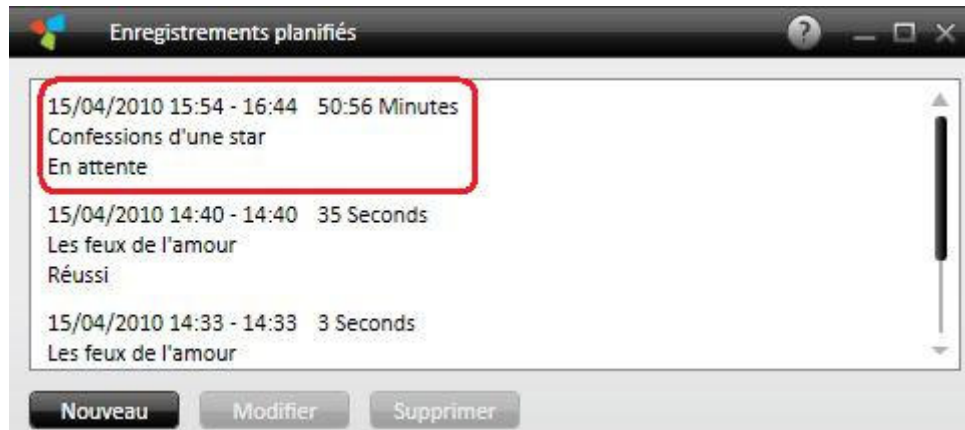 Enregistrements planifiés
?
15/04/2010 15:54 - 16:44 50:56 Minutes
Confessions d'une star
En attente
15/04/2010 14:40 - 14:40 35 Seconds
Les feux de l'amour
Réussi
15/04/2010 14:33 - 14:33 3 Seconds
Les feux de l'amour
Nouveau Modifier Supprimer